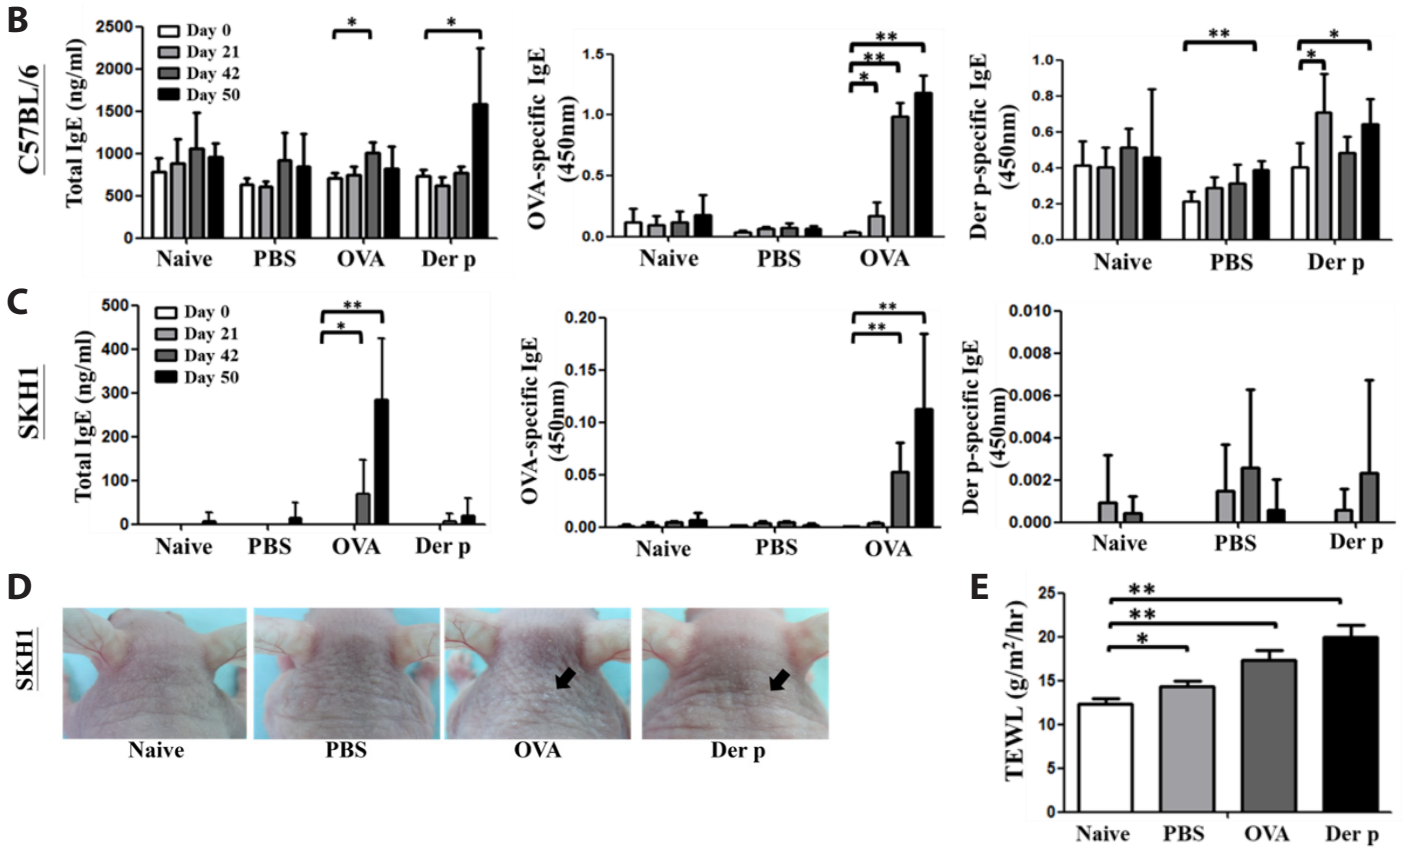 B
C57BL/6
Total IgE (ng/ml)
2500
2000
1500
1000
500
0
Day 0
Day 21
Day 42
Day 50
*
*
Naive PBS OVA Der p
OVA-specific IgE
(450nm)
1.5
1.0
0.5
0.0
**
**
*
Naive PBS OVA
Der p-specific IgE
(450nm)
1.0
0.8
0.6
0.4
0.2
0.0
**
*
*
Naive PBS Der p
C
SKH1
Total IgE (ng/ml)
500
400
300
200
100
0
Day 0
Day 21
Day 42
Day 50
**
*
Naive PBS OVA Der p
OVA-specific IgE
(450nm)
0.20
0.15
0.10
0.05
0.00
**
**
Naive PBS OVA
Der p-specific IgE
(450nm)
0.010
0.008
0.006
0.004
0.002
0.000
Naive PBS Der p
D
SKH1
Naive PBS OVA Der p
E
TEWL (g/m²/hr)
25
20
15
10
5
0
**
**
*
Naive PBS OVA Der p